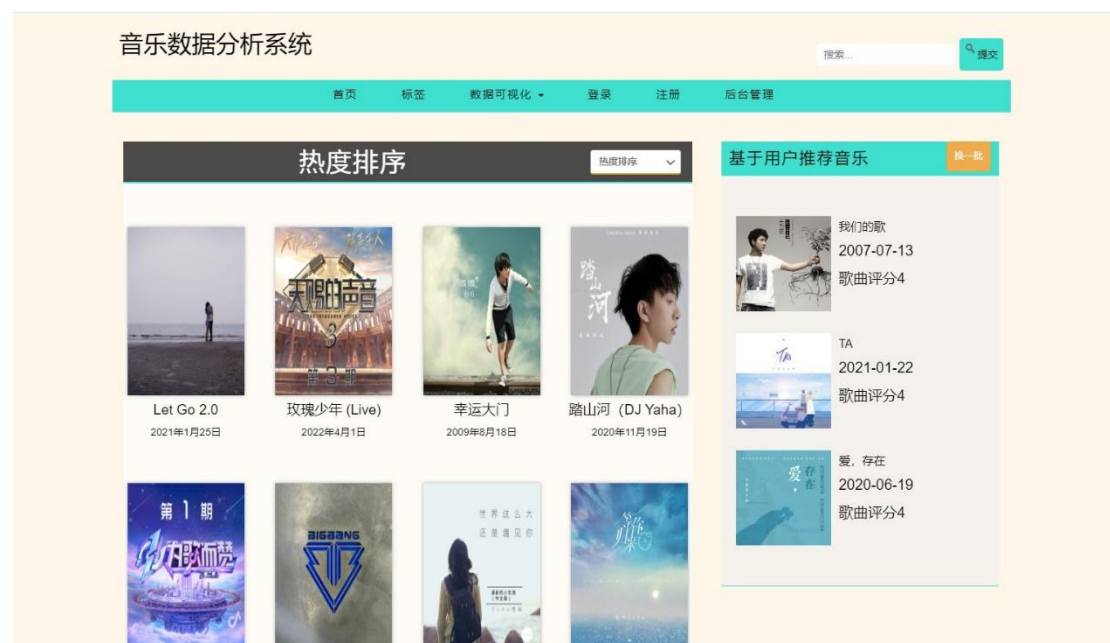 音乐数据分析系统
搜索...
提交
首页 标签 数据可视化 登录 注册 后台管理
热度排序
热度排序
基于用户推荐音乐
换一批
天赐的声音
3
第 3 期
踏山河
Let Go 2.0
2021年1月25日
玫瑰少年 (Live)
2022年4月1日
幸运大门
2009年8月18日
踏山河（DJ Yaha）
2020年11月19日
我们的歌
2007-07-13
歌曲评分4
TA
TA
2021-01-22
歌曲评分4
爱,
存在
爱，存在
2020-06-19
歌曲评分4
第 1 期
为歌而赞
BIGBANG
世界这么大
还是遇见你
等你归来